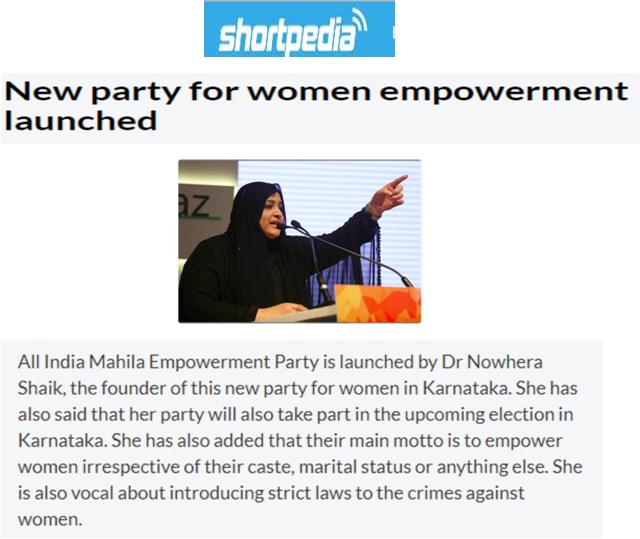 shortpedia
New party for women empowerment
launched
az
All India Mahila Empowerment Party is launched by Dr Nowhera
Shaik, the founder of this new party for women in Karnataka. She has
also said that her party will also take part in the upcoming election in
Karnataka. She has also added that their main motto is to empower
women irrespective of their caste, marital status or anything else. She
is also vocal about introducing strict laws to the crimes against
women.